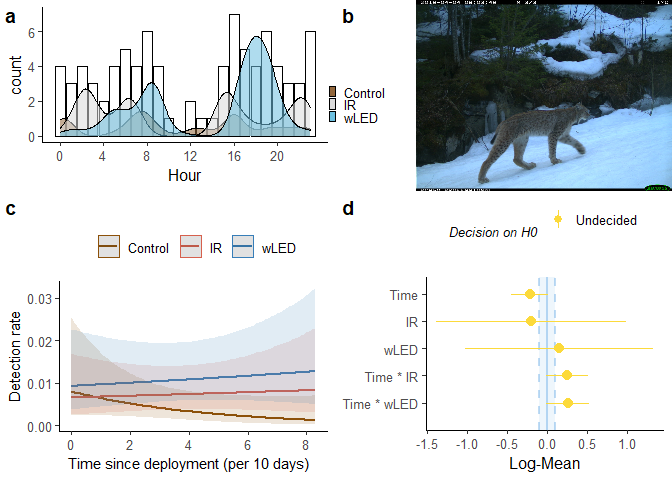 a
count
6
4
2
0
0
4
8
12
16
20
Hour
Control
IR
wLED
b
c
Control
IR
wLED
Detection rate
0.03
0.02
0.01
0.00
0
2
4
6
8
Time since deployment (per 10 days)
d
Decision on H0
Undecided
Time
IR
wLED
Time * IR
Time * wLED
-1.5
-1.0
-0.5
0.0
0.5
1.0
Log-Mean